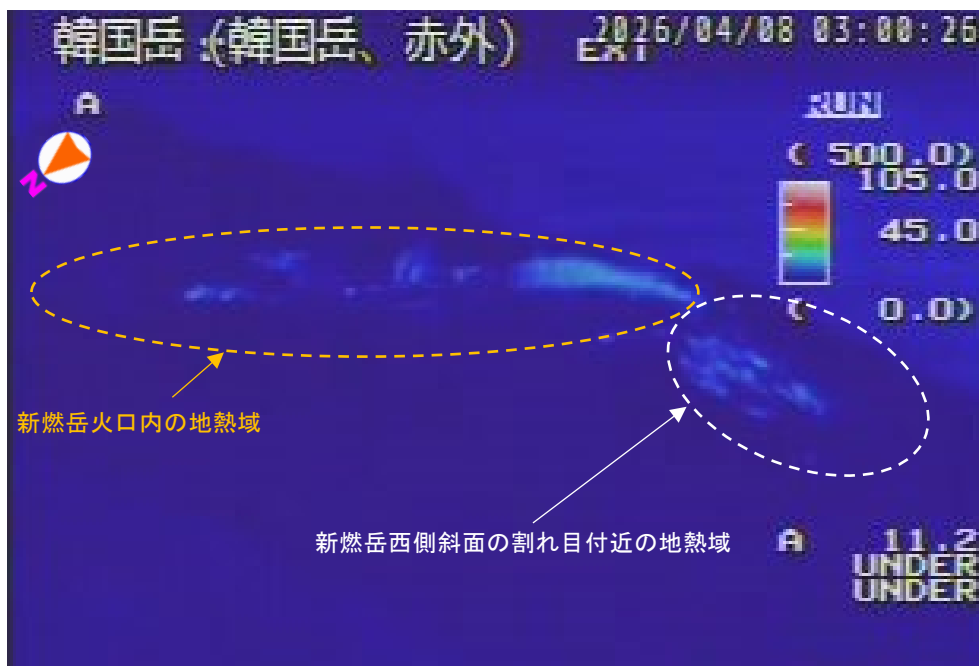 韓国岳 :(韓国岳、赤外)
2026/04/08 03:00:26
EXT
A
RUN
N
( 500.0)
105.0
45.0
( 0.0)
新燃岳火口内の地熱域
新燃岳西側斜面の割れ目付近の地熱域
A 11.2
UNDER
UNDER